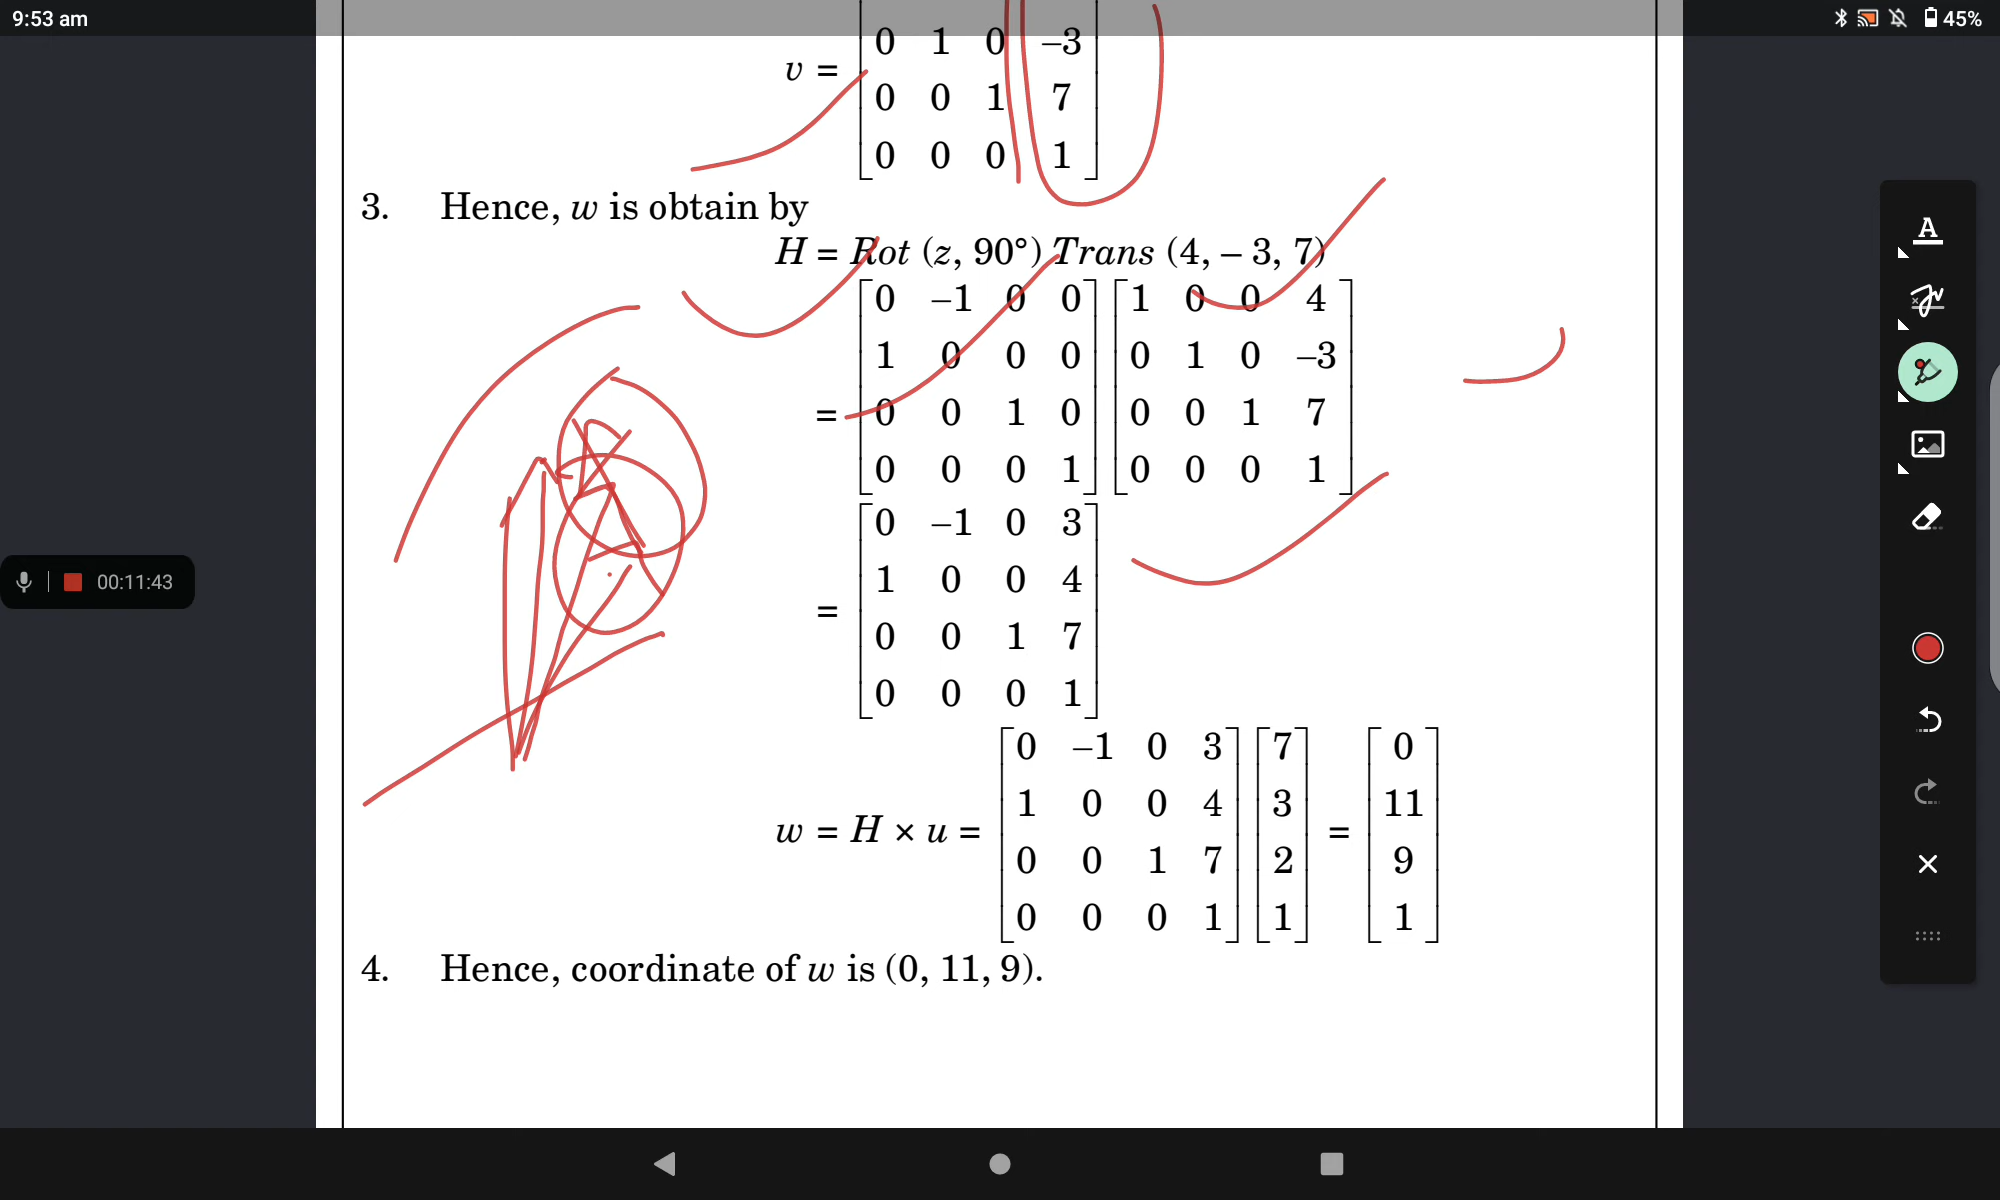 9:53 am
45%
0 1 0 –3
v =
0 0 1 7
0 0 0 1
3. Hence, w is obtain by
H = Rot (z, 90°) Trans (4, – 3, 7)
0 –1 0 0 1 0 0 4
1 0 0 0 0 1 0 –3
=
0 0 1 0 0 0 1 7
0 0 0 1 0 0 0 1
0 –1 0 3
1 0 0 4
00:11:43
=
0 0 1 7
0 0 0 1
0 –1 0 3 7 0
1 0 0 4 3 11
w = H × u = =
0 0 1 7 2 9
0 0 0 1 1 1
4. Hence, coordinate of w is (0, 11, 9).
A